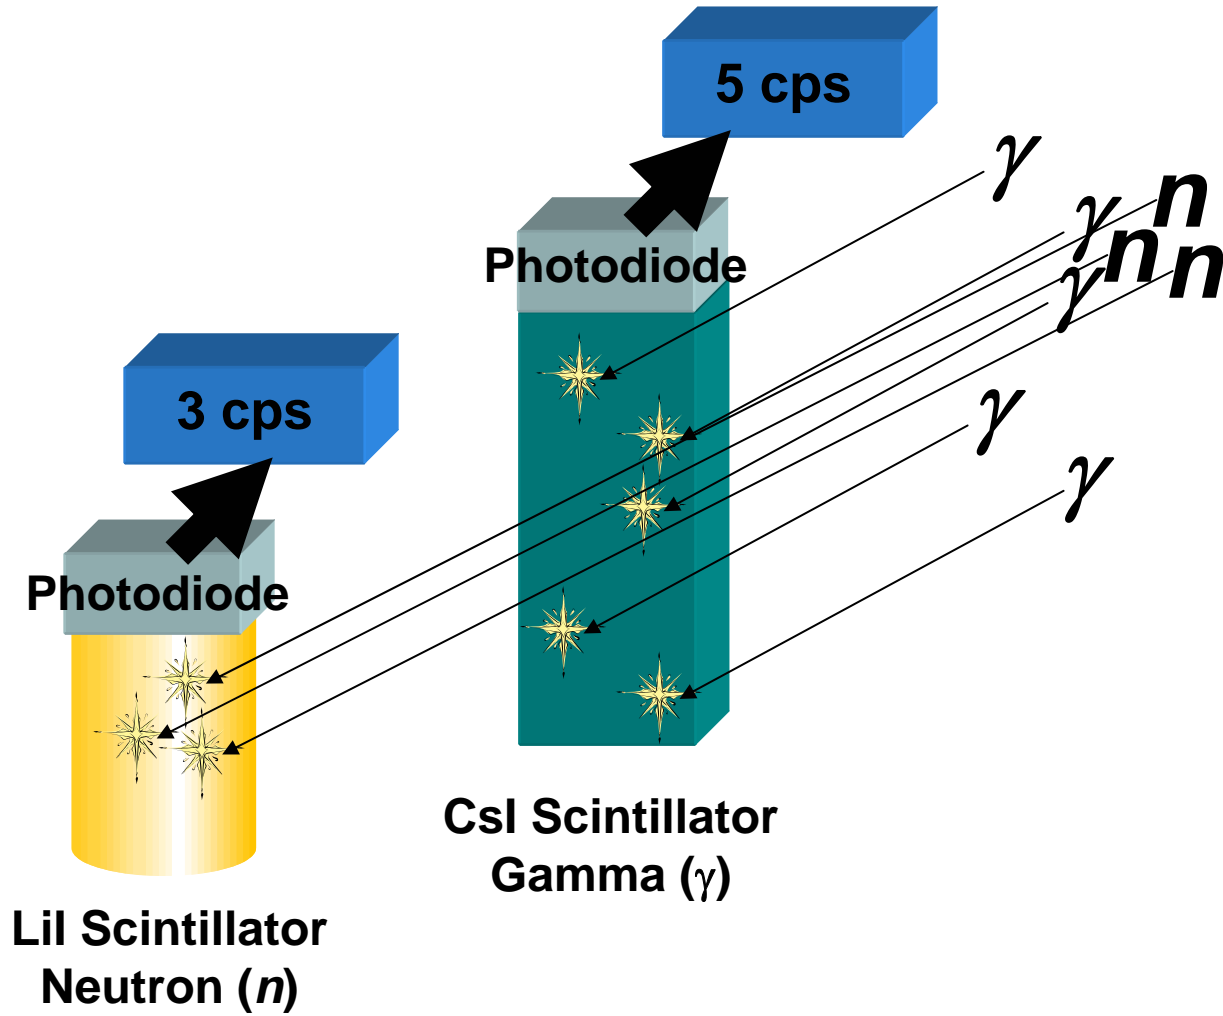 5 cps
γ
γ
n
n
γ
n
Photodiode
3 cps
γ
γ
Photodiode
CsI Scintillator
Gamma (γ)
LiI Scintillator
Neutron (n)